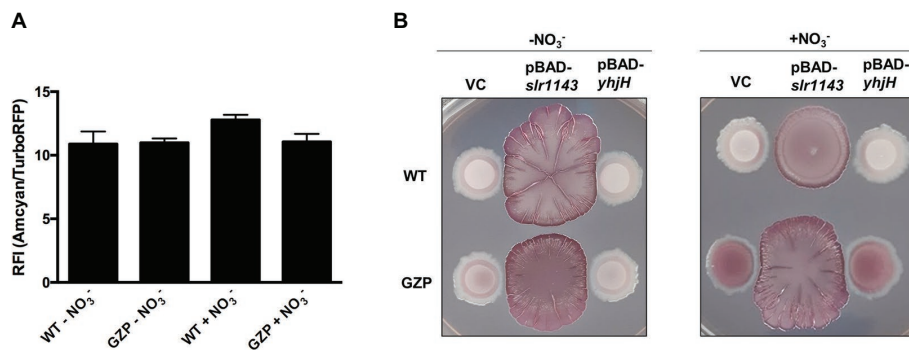 A
RFI (Amcyan/TurboRFP)
15
10
5
0
WT - NO₃⁻
GZP - NO₃⁻
WT + NO₃⁻
GZP + NO₃⁻
B
-NO₃⁻
VC
pBAD-slr1143
pBAD-yhjH
+NO₃⁻
VC
pBAD-slr1143
pBAD-yhjH
WT
GZP